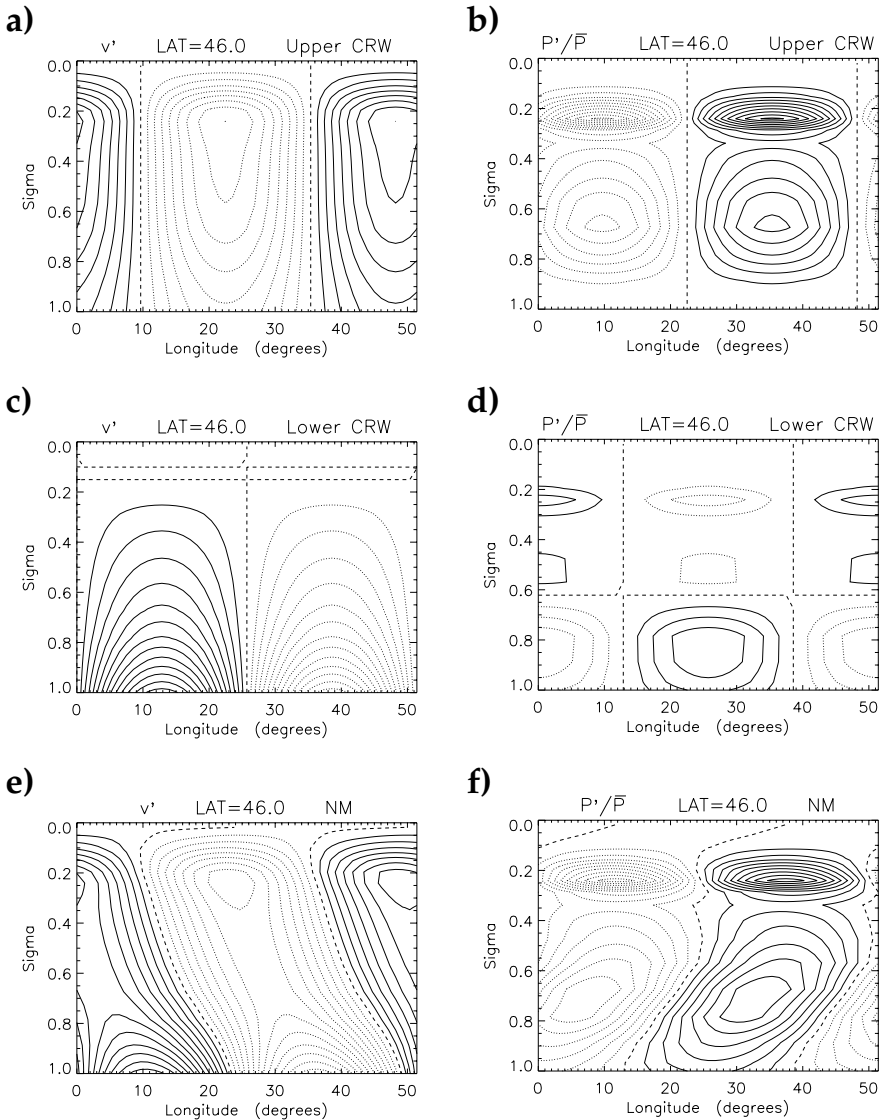 a)
v' LAT=46.0 Upper CRW
0.0
0.2
0.4
0.6
0.8
1.0
Sigma
0 10 20 30 40 50
Longitude (degrees)
b)
P'/P̅ LAT=46.0 Upper CRW
0.0
0.2
0.4
0.6
0.8
1.0
Sigma
0 10 20 30 40 50
Longitude (degrees)
c)
v' LAT=46.0 Lower CRW
0.0
0.2
0.4
0.6
0.8
1.0
Sigma
0 10 20 30 40 50
Longitude (degrees)
d)
P'/P̅ LAT=46.0 Lower CRW
0.0
0.2
0.4
0.6
0.8
1.0
Sigma
0 10 20 30 40 50
Longitude (degrees)
e)
v' LAT=46.0 NM
0.0
0.2
0.4
0.6
0.8
1.0
Sigma
0 10 20 30 40 50
Longitude (degrees)
f)
P'/P̅ LAT=46.0 NM
0.0
0.2
0.4
0.6
0.8
1.0
Sigma
0 10 20 30 40 50
Longitude (degrees)